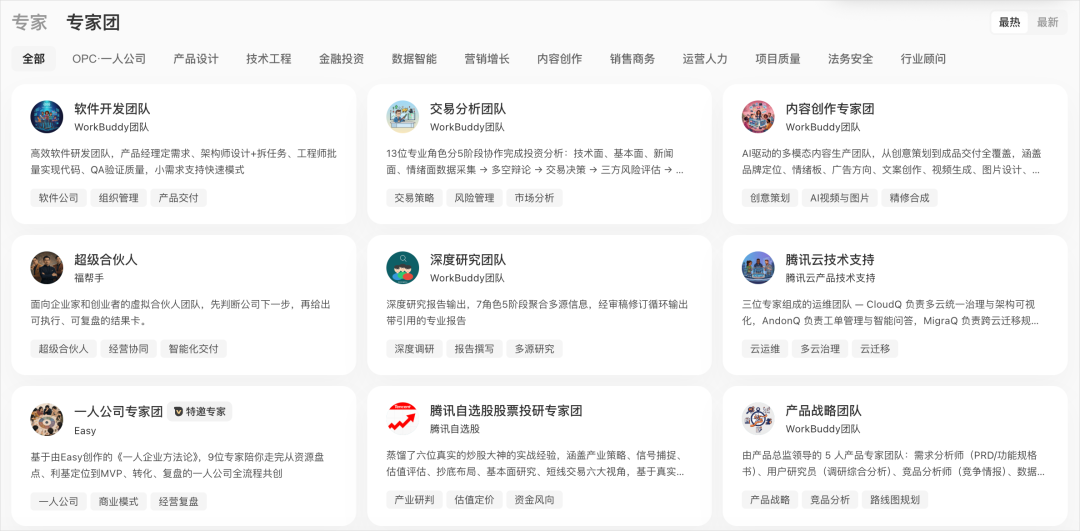 专家 专家团 最热 最新
全部 OPC·一人公司 产品设计 技术工程 金融投资 数据智能 营销增长 内容创作 销售商务 运营人力 项目质量 法务安全 行业顾问
软件开发团队
WorkBuddy团队
高效软件研发团队，产品经理定需求、架构师设计+拆任务、工程师批
量实现代码、QA验证质量，小需求支持快速模式
软件公司 组织管理 产品交付
交易分析团队
WorkBuddy团队
13位专业角色分5阶段协作完成投资分析：技术面、基本面、新闻
面、情绪面数据采集 → 多空辩论 → 交易决策 → 三方风险评估 → ...
交易策略 风险管理 市场分析
内容创作专家团
WorkBuddy团队
AI驱动的多模态内容生产团队，从创意策划到成品交付全覆盖，涵盖
品牌定位、情绪板、广告方向、文案创作、视频生成、图片设计、...
创意策划 AI视频与图片 精修合成
超级合伙人
福帮手
面向企业家和创业者的虚拟合伙人团队，先判断公司下一步，再给出
可执行、可复盘的结果卡。
超级合伙人 经营协同 智能化交付
深度研究团队
WorkBuddy团队
深度研究报告输出，7角色5阶段聚合多源信息，经审稿修订循环输出
带引用的专业报告
深度调研 报告撰写 多源研究
腾讯云技术支持
腾讯云产品技术支持
三位专家组成的运维团队 — CloudQ 负责多云统一治理与架构可视
化，AndonQ 负责工单管理与智能问答，MigraQ 负责跨云迁移规...
云运维 多云治理 云迁移
一人公司专家团 特邀专家
Easy
基于由Easy创作的《一人企业方法论》，9位专家陪你走完从资源盘
点、利基定位到MVP、转化、复盘的一人公司全流程共创
一人公司 商业模式 经营复盘
腾讯自选股股票投研专家团
腾讯自选股
蒸馏了六位真实的炒股大神的实战经验，涵盖产业策略、信号捕捉、
估值评估、抄底布局、基本面研究、短线交易六大视角，基于真实...
产业研判 估值定价 资金风向
产品战略团队
WorkBuddy团队
由产品总监领导的 5 人产品专家团队：需求分析师（PRD/功能规格
书）、用户研究员（调研综合分析）、竞品分析师（竞争情报）、数据...
产品战略 竞品分析 路线图规划